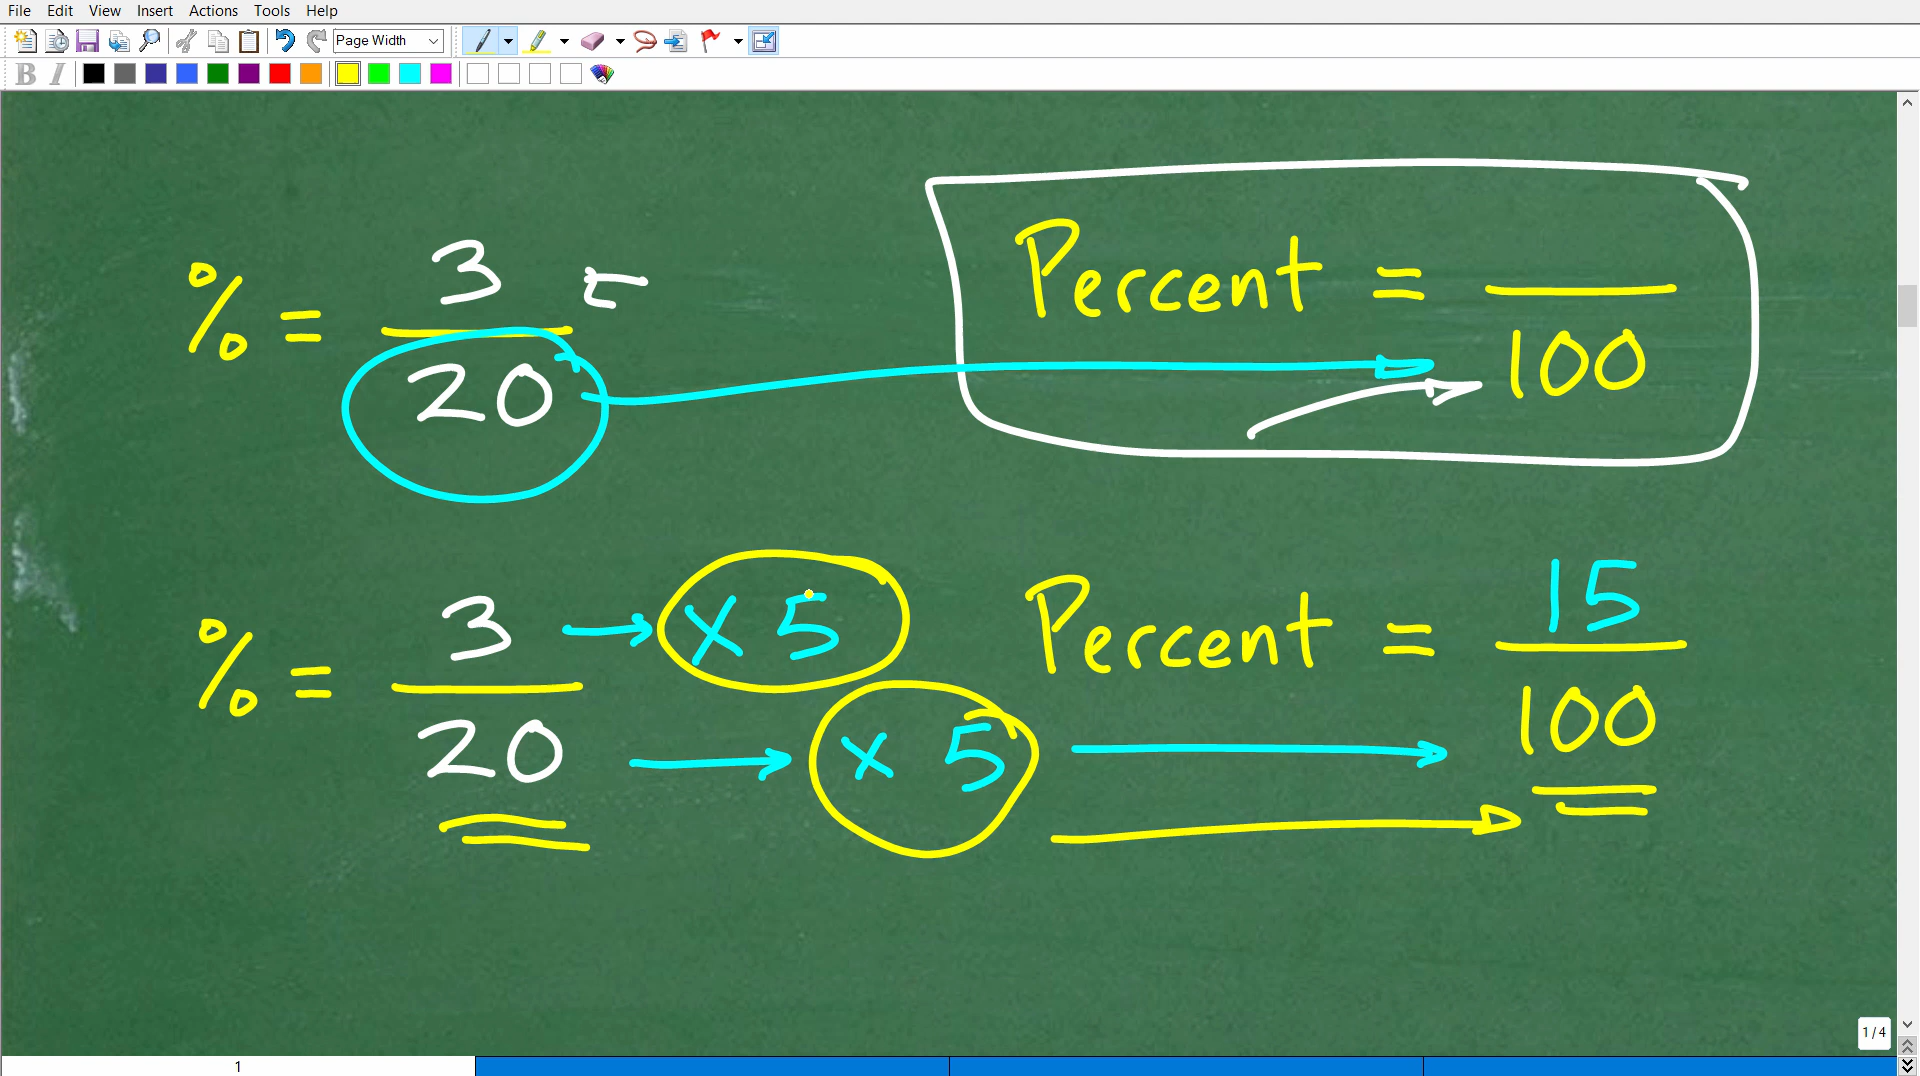 File Edit View Insert Actions Tools Help
Page Width
B I
% = 3/20 =
Percent = /100
% = 3/20 → x 5 → x 5
Percent = 15/100
1 / 4
1